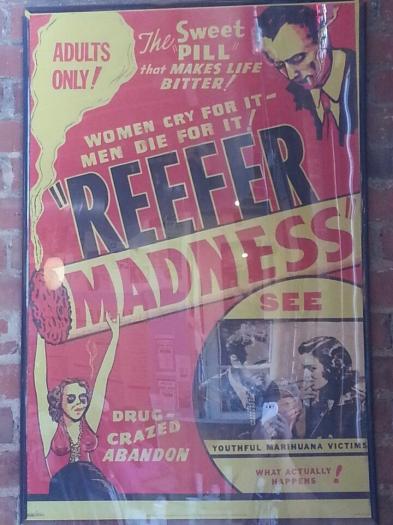 ADULTS
ONLY!
The Sweet
"PILL"
that MAKES LIFE
BITTER!
WOMEN CRY FOR IT-
MEN DIE FOR IT!
"REEFER
MADNESS"
SEE
DRUG-
CRAZED
ABANDON
YOUTHFUL MARIHUANA VICTIMS
WHAT ACTUALLY
HAPPENS!